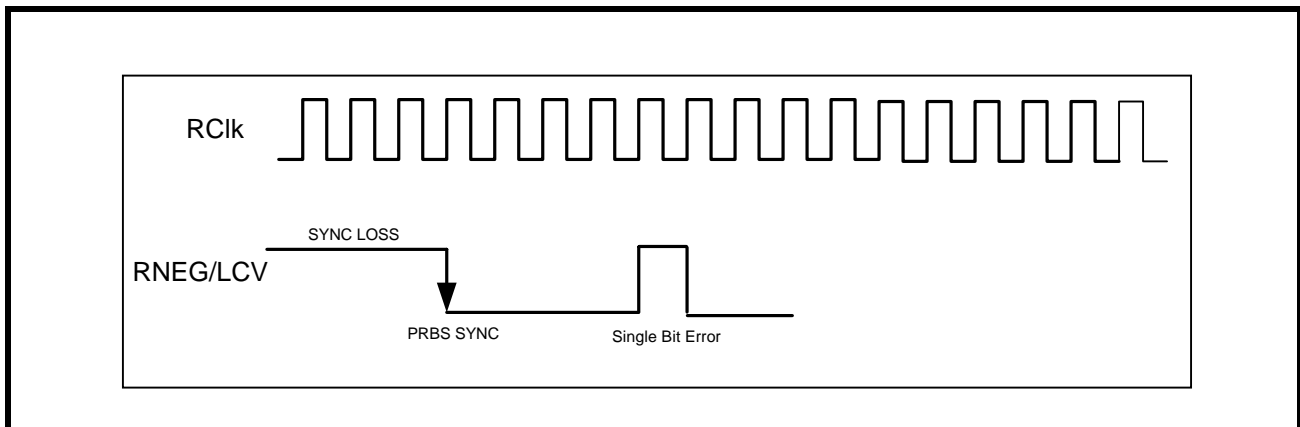 RClk
SYNC LOSS
RNEG/LCV
PRBS SYNC
Single Bit Error